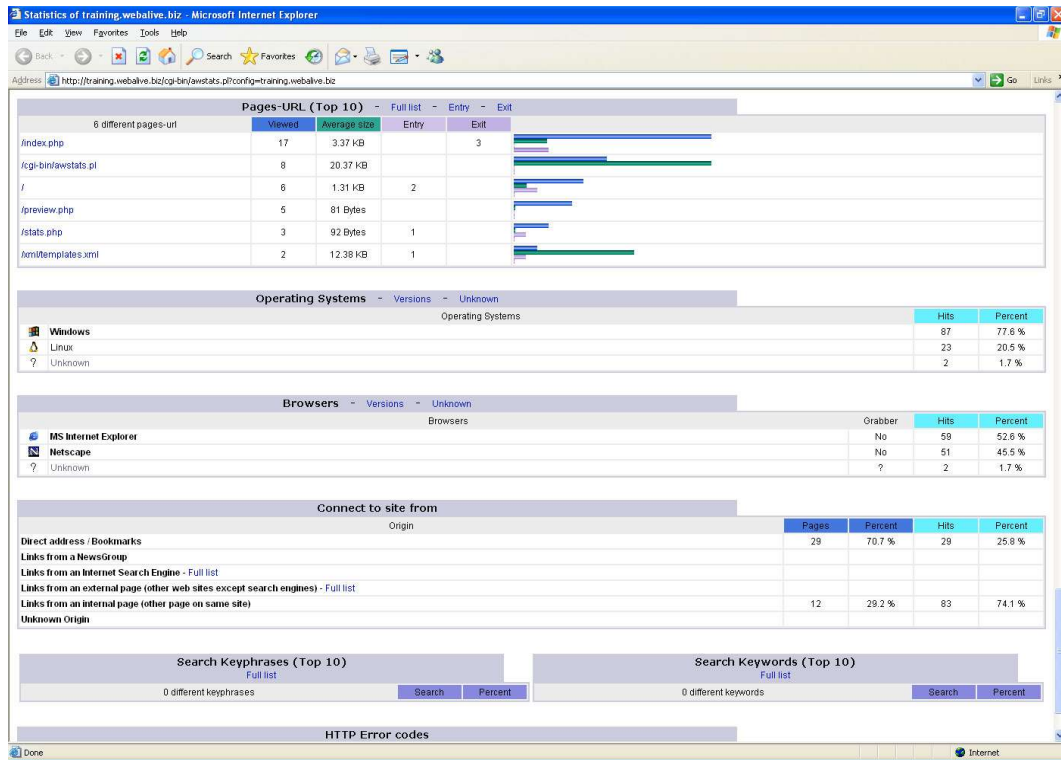 Statistics of training.webalive.biz - Microsoft Internet Explorer
File Edit View Favorites Tools Help
Back Search Favorites
Address http://training.webalive.biz/cgi-bin/awstats.pl?config=training.webalive.biz Go Links
Pages-URL (Top 10) - Full list - Entry - Exit
6 different pages-url Viewed Average size Entry Exit
/index.php 17 3.37 KB 3
/cgi-bin/awstats.pl 8 20.37 KB
/ 6 1.31 KB 2
/preview.php 5 81 Bytes
/stats.php 3 92 Bytes 1
/xml/templates.xml 2 12.38 KB 1
Operating Systems - Versions - Unknown
Operating Systems Hits Percent
Windows 87 77.6 %
Linux 23 20.5 %
? Unknown 2 1.7 %
Browsers - Versions - Unknown
Browsers Grabber Hits Percent
MS Internet Explorer No 59 52.6 %
Netscape No 51 45.5 %
? Unknown ? 2 1.7 %
Connect to site from
Origin Pages Percent Hits Percent
Direct address / Bookmarks 29 70.7 % 29 25.8 %
Links from a NewsGroup
Links from an Internet Search Engine - Full list
Links from an external page (other web sites except search engines) - Full list
Links from an internal page (other page on same site) 12 29.2 % 83 74.1 %
Unknown Origin
Search Keyphrases (Top 10)
Full list
0 different keyphrases Search Percent
Search Keywords (Top 10)
Full list
0 different keywords Search Percent
HTTP Error codes
Done Internet